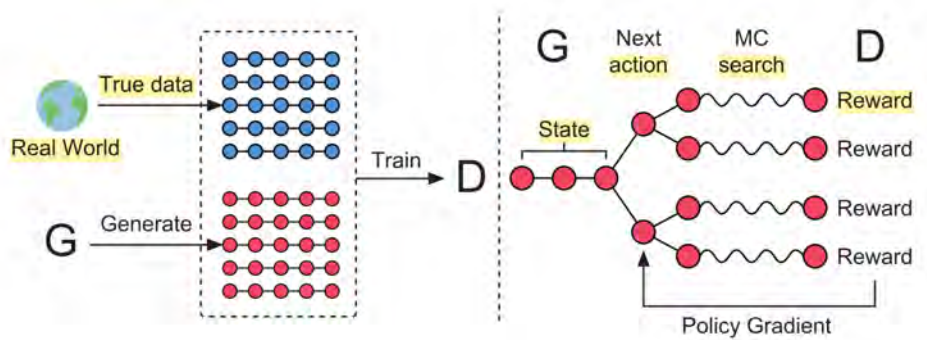 True data
Real World
G
Generate
Train
D
G
Next
action
MC
search
D
State
Reward
Reward
Reward
Reward
Policy Gradient